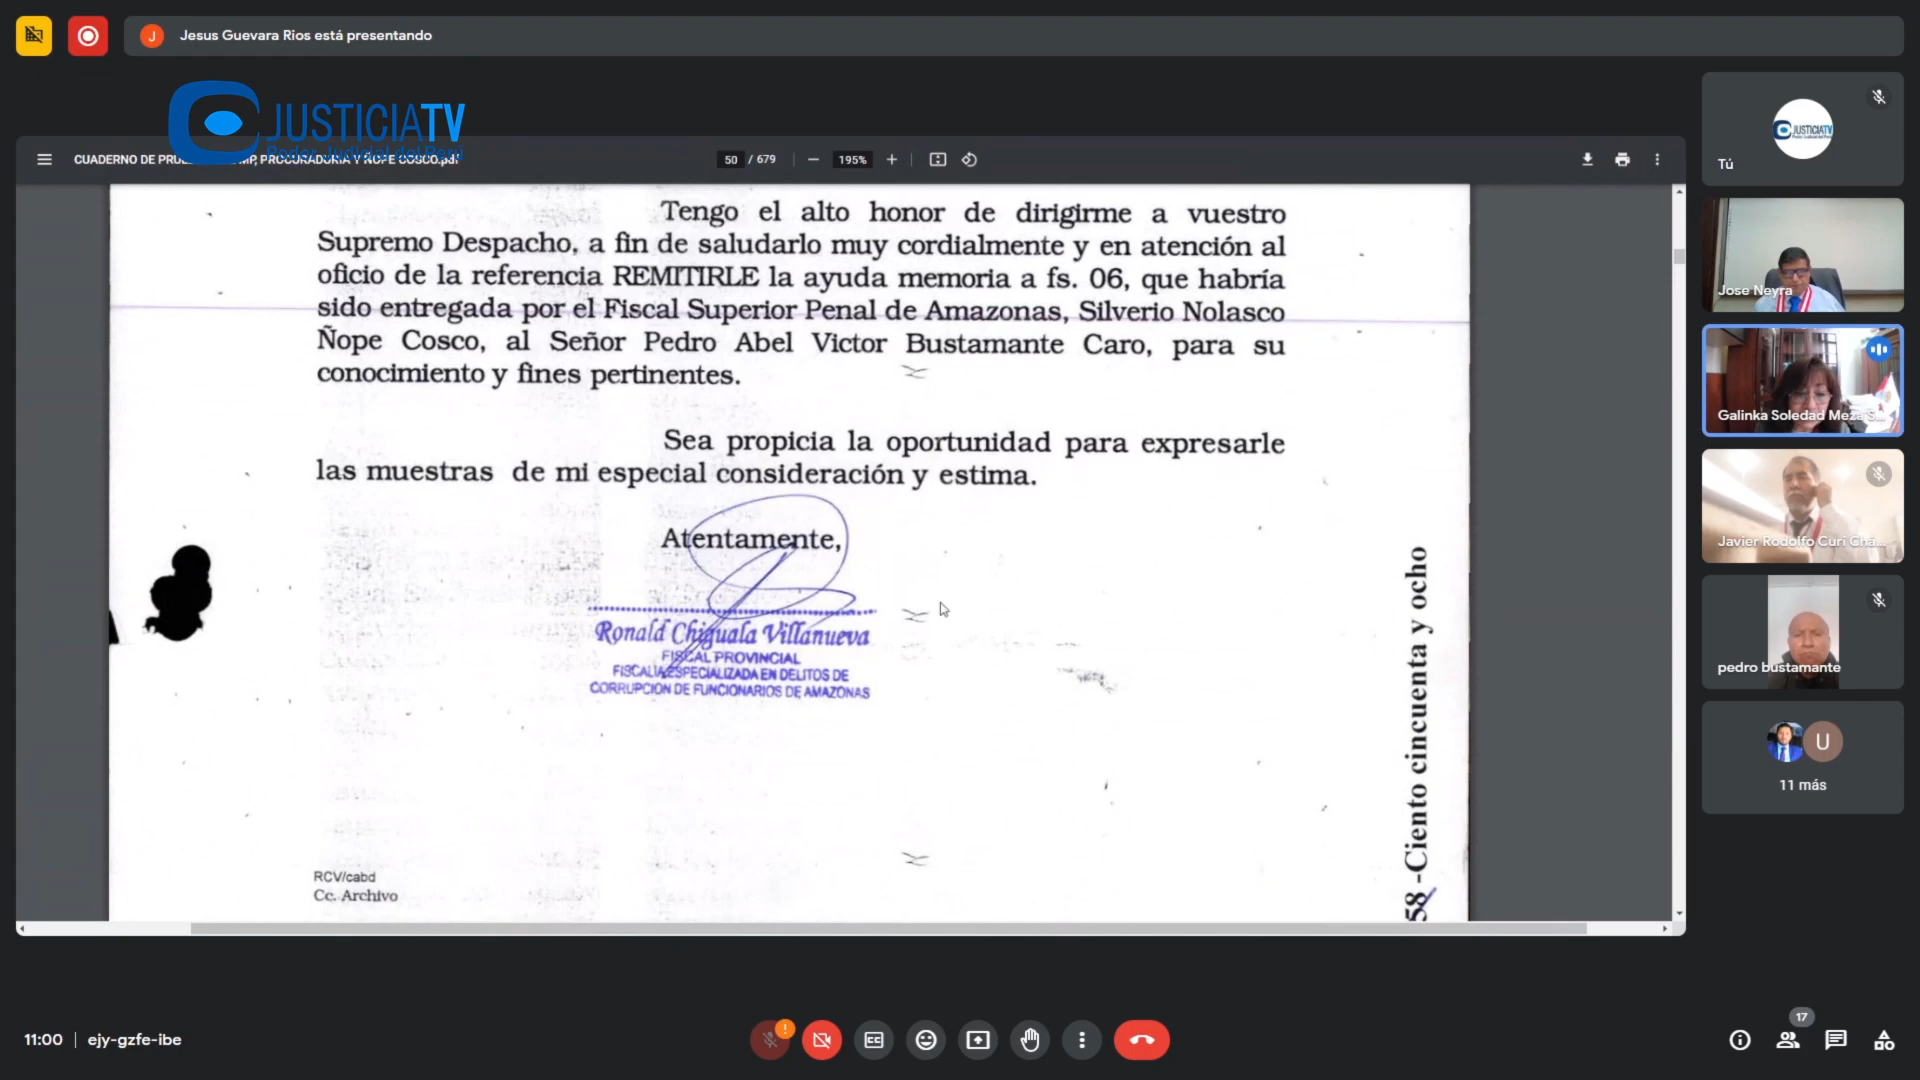 J Jesus Guevara Rios está presentando
JUSTICIATV
Poder Judicial del Perú
50 / 679
195%
Tengo el alto honor de dirigirme a vuestro
Supremo Despacho, a fin de saludarlo muy cordialmente y en atención al
oficio de la referencia REMITIRLE la ayuda memoria a fs. 06, que habría
sido entregada por el Fiscal Superior Penal de Amazonas, Silverio Nolasco
Ñope Cosco, al Señor Pedro Abel Victor Bustamante Caro, para su
conocimiento y fines pertinentes.
Sea propicia la oportunidad para expresarle
las muestras de mi especial consideración y estima.
Atentamente,
Ronald Chiguala Villanueva
FISCAL PROVINCIAL
FISCALIA ESPECIALIZADA EN DELITOS DE
CORRUPCION DE FUNCIONARIOS DE AMAZONAS
RCV/cabd
Cc. Archivo
58 -Ciento cincuenta y ocho
JUSTICIATV
Tú
Jose Neyra
Galinka Soledad Meza S...
Javier Rodolfo Curi Cha...
pedro bustamante
U
11 más
11:00 | ejy-gzfe-ibe
17